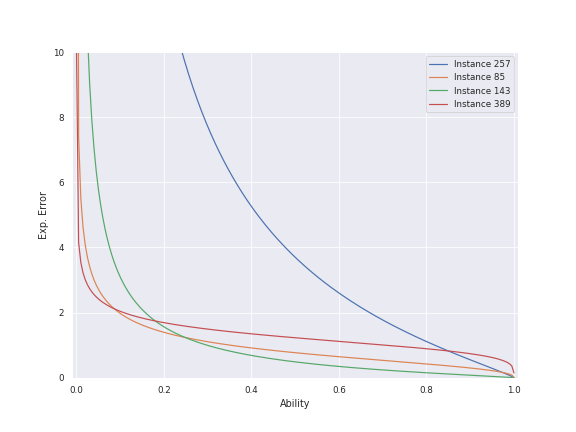 10
8
6
4
2
0
Exp. Error
0.0 0.2 0.4 0.6 0.8 1.0
Ability
Instance 257
Instance 85
Instance 143
Instance 389